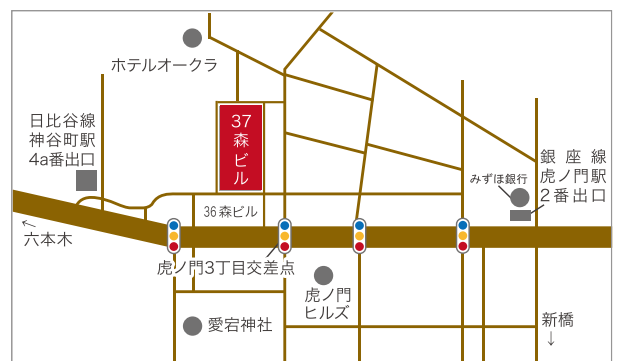 ホテルオークラ
日比谷線
神谷町駅
4a番出口
37
森
ビ
ル
銀座線
虎ノ門駅
2番出口
みずほ銀行
36森ビル
←
六本木
虎ノ門3丁目交差点
虎ノ門
ヒルズ
愛宕神社
新橋
↓